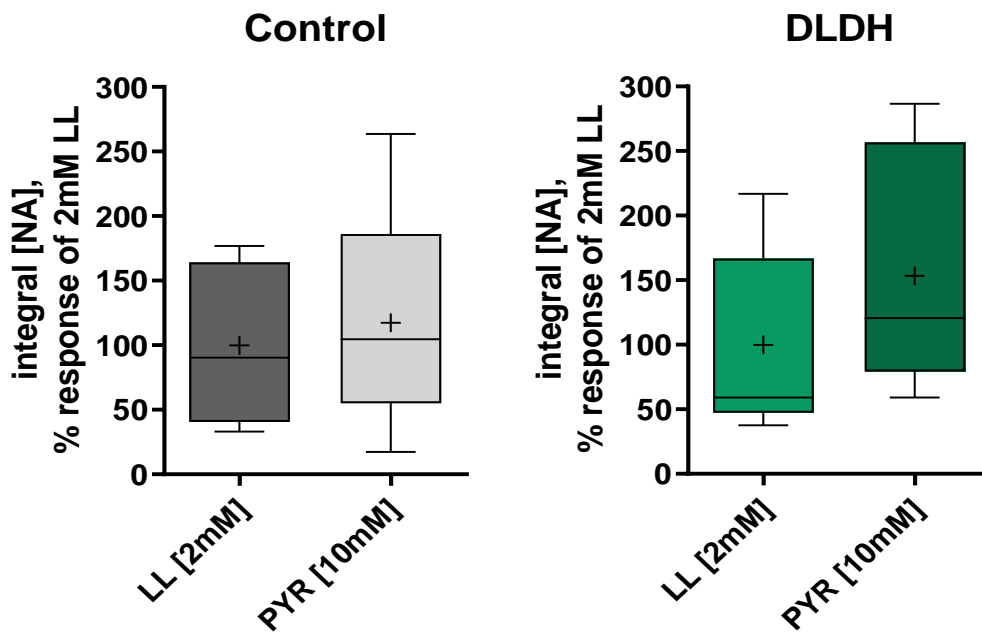 Control
integral [NA],
% response of 2mM LL
300
250
200
150
100
50
0
LL [2mM]
PYR [10mM]
DLDH
integral [NA],
% response of 2mM LL
300
250
200
150
100
50
0
LL [2mM]
PYR [10mM]